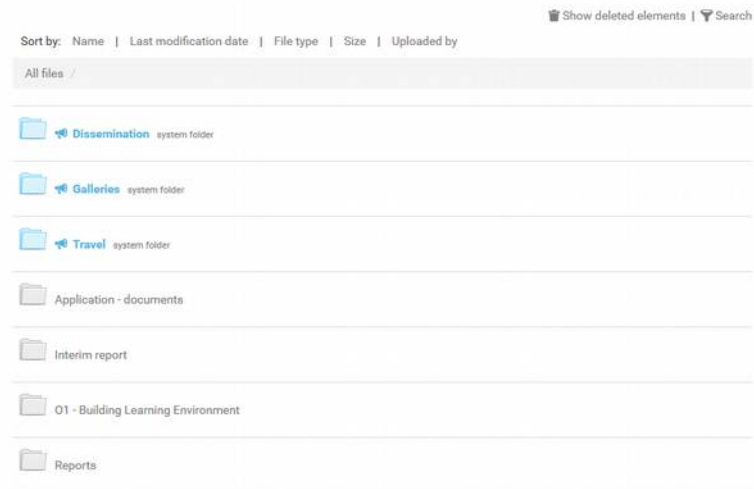 Show deleted elements | Search
Sort by: Name | Last modification date | File type | Size | Uploaded by
All files /
Dissemination system folder
Galleries system folder
Travel system folder
Application - documents
Interim report
O1 - Building Learning Environment
Reports